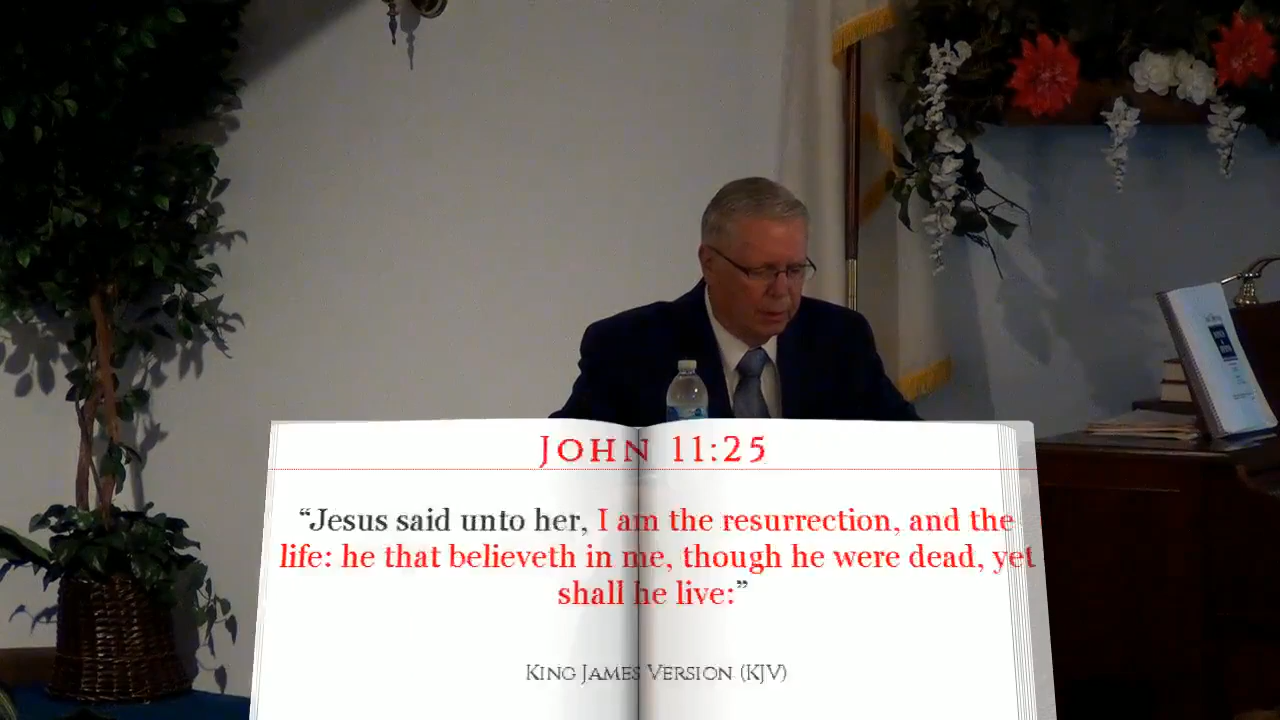 JOHN 11:25
“Jesus said unto her, I am the resurrection, and the
life: he that believeth in me, though he were dead, yet
shall he live:”
KING JAMES VERSION (KJV)